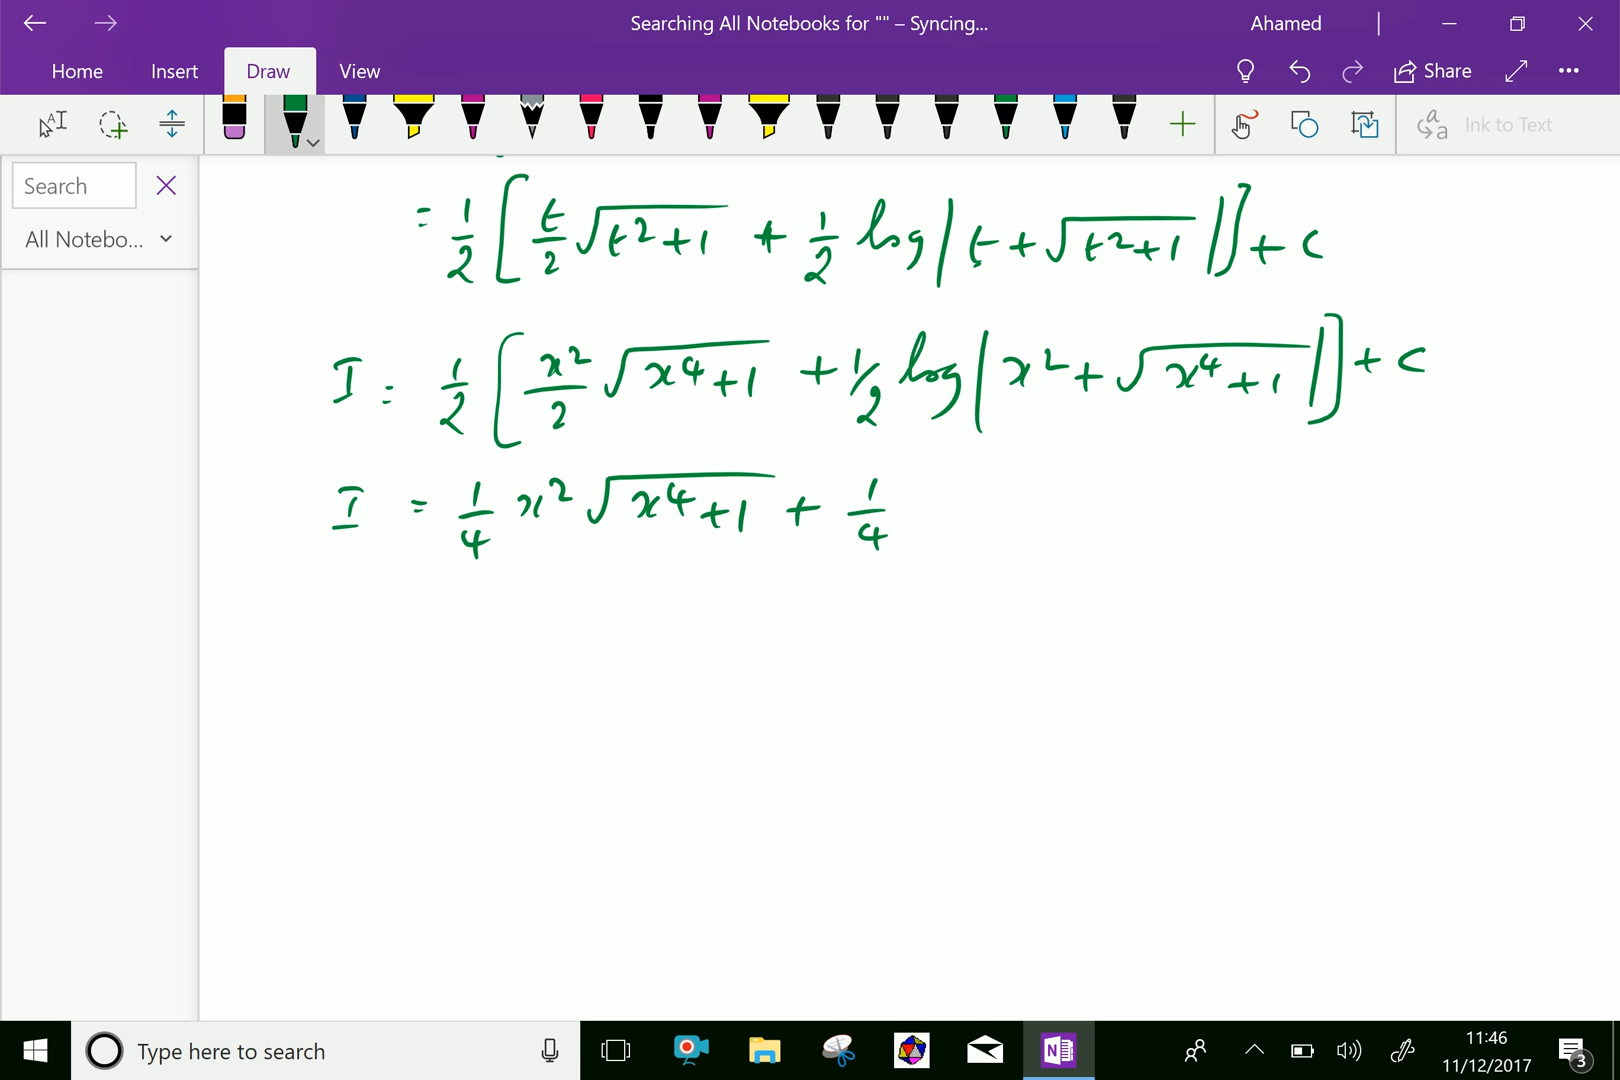 Searching All Notebooks for "" – Syncing...
Ahamed
Home Insert Draw View
Share
Ink to Text
Search
All Notebo...
= 1/2 [ t/2 √(t²+1) + 1/2 log | t + √(t²+1) | ] + c
I = 1/2 [ x²/2 √(x⁴+1) + 1/2 log | x² + √(x⁴+1) | ] + c
I = 1/4 x² √(x⁴+1) + 1/4
Type here to search
N
11:46
11/12/2017
3